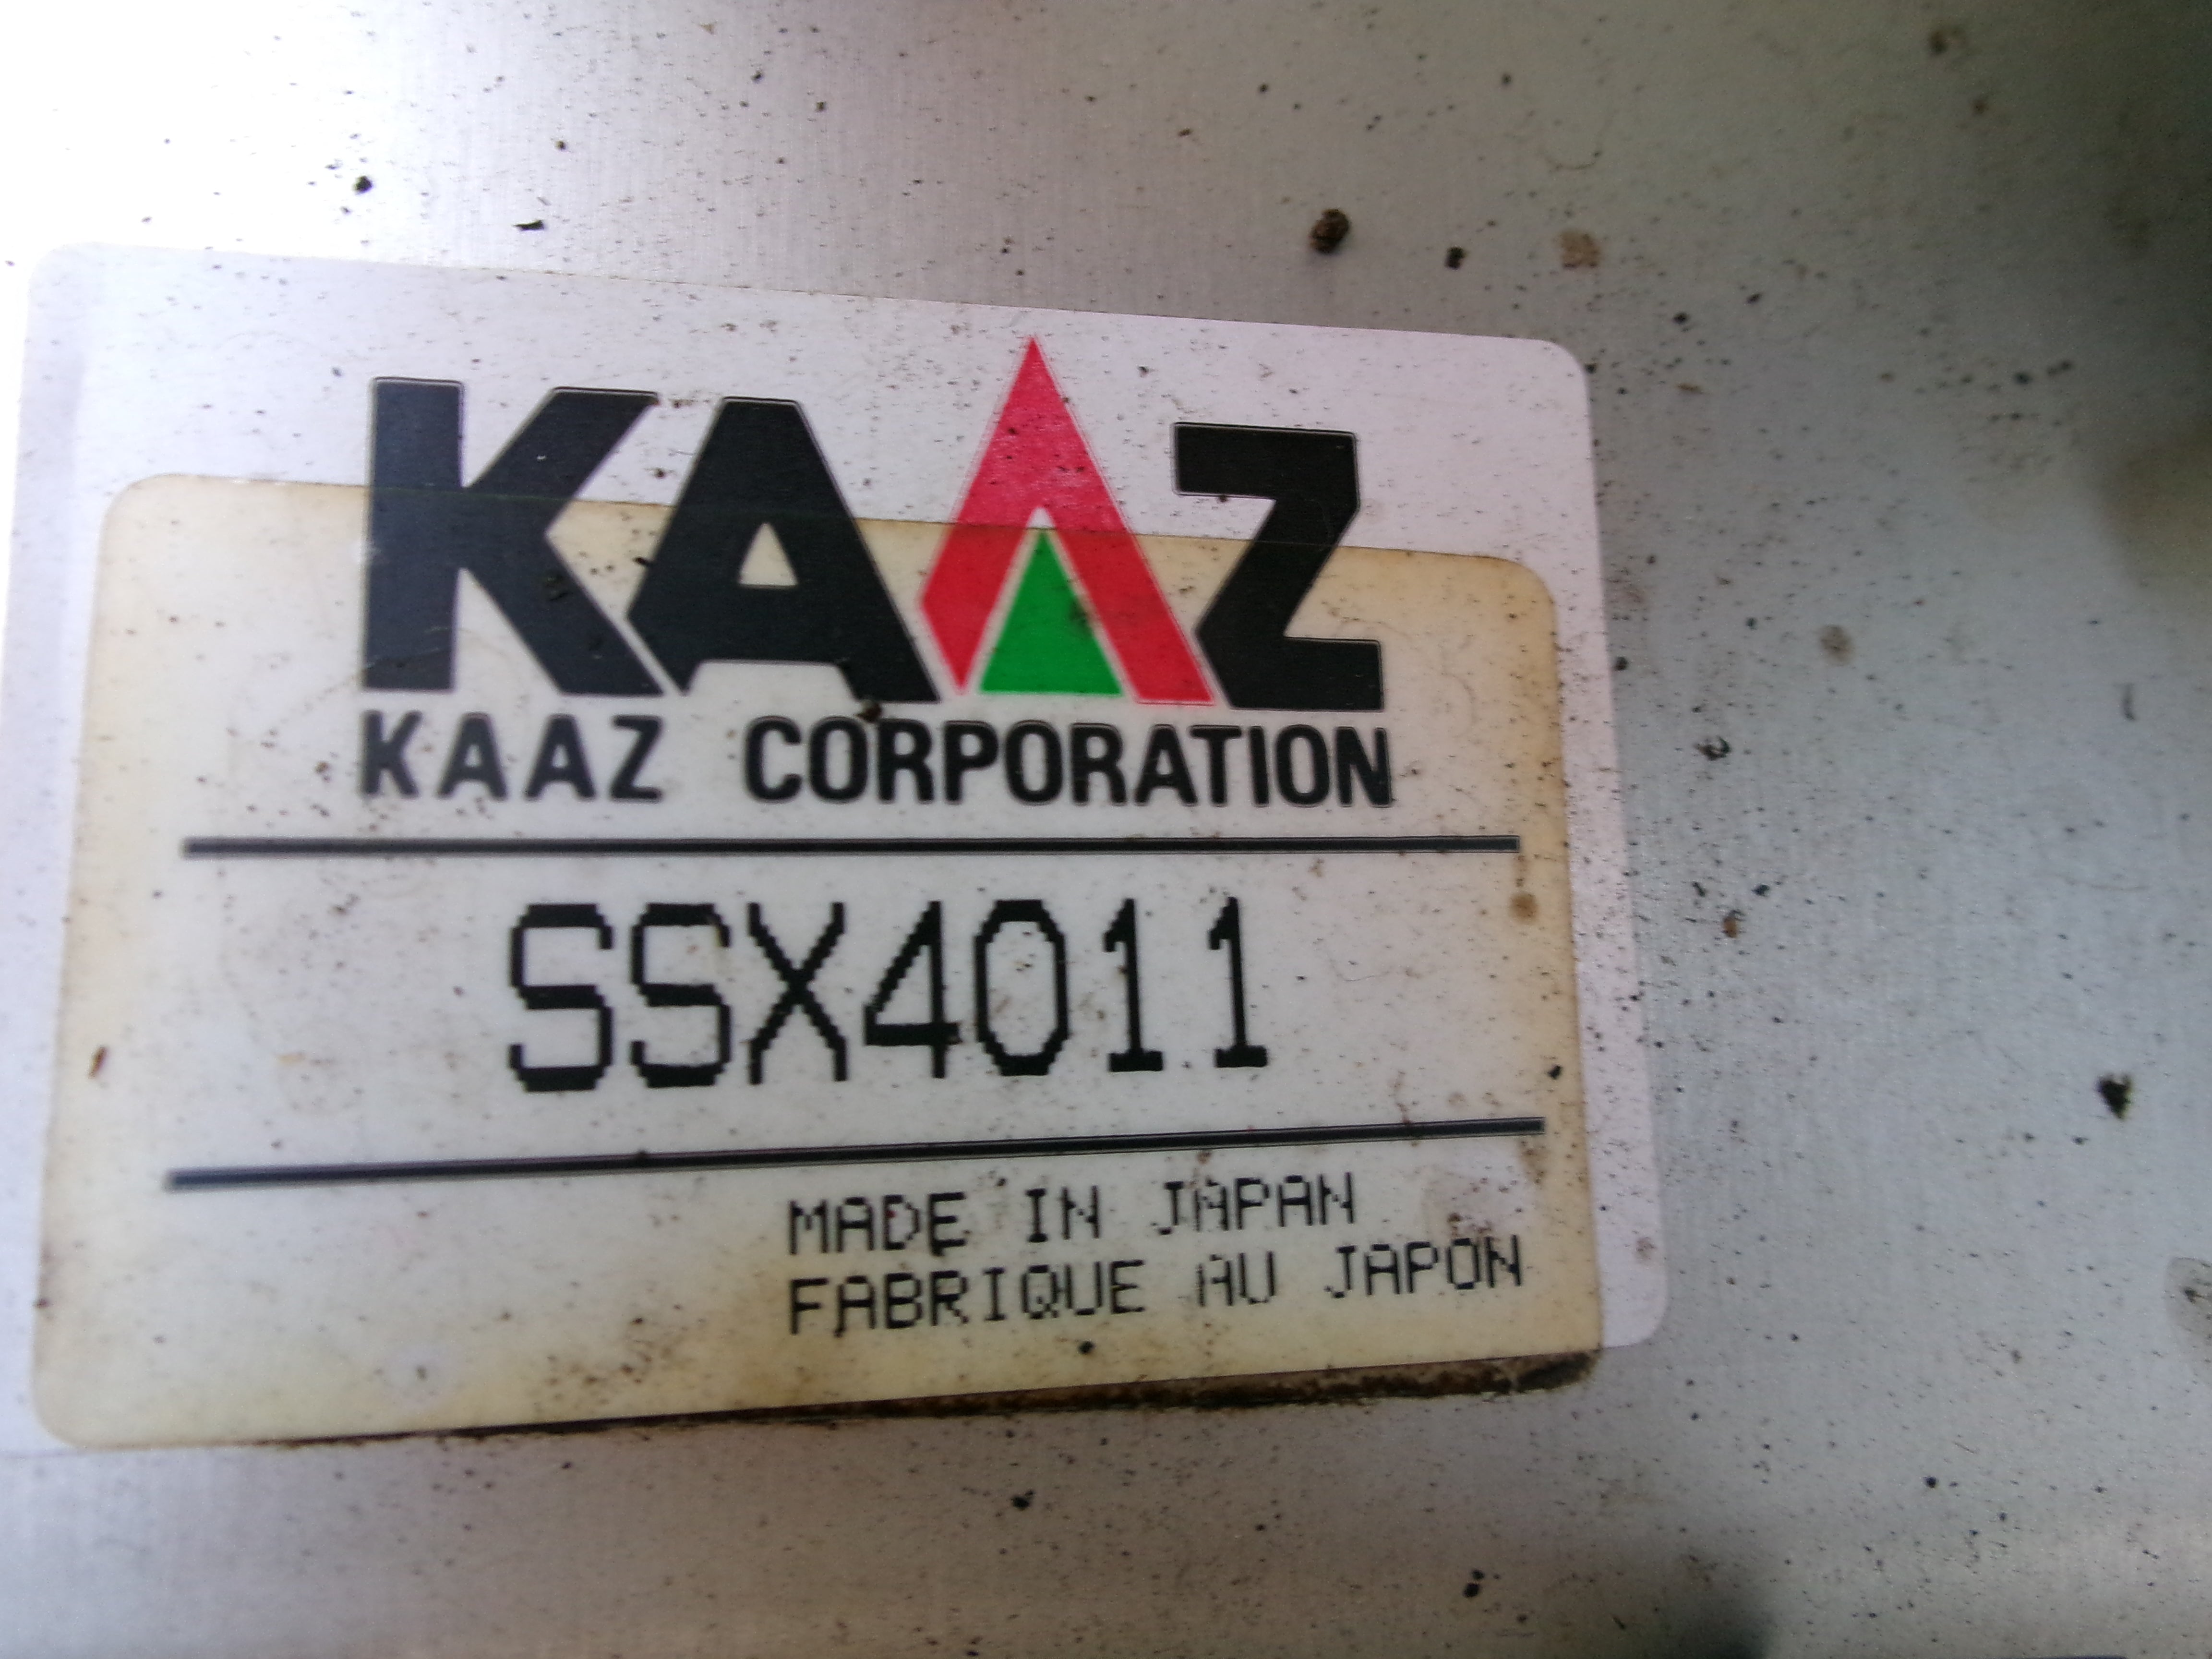 KAAZ
KAAZ CORPORATION
SSX4011
MADE IN JAPAN
FABRIQUE AU JAPON